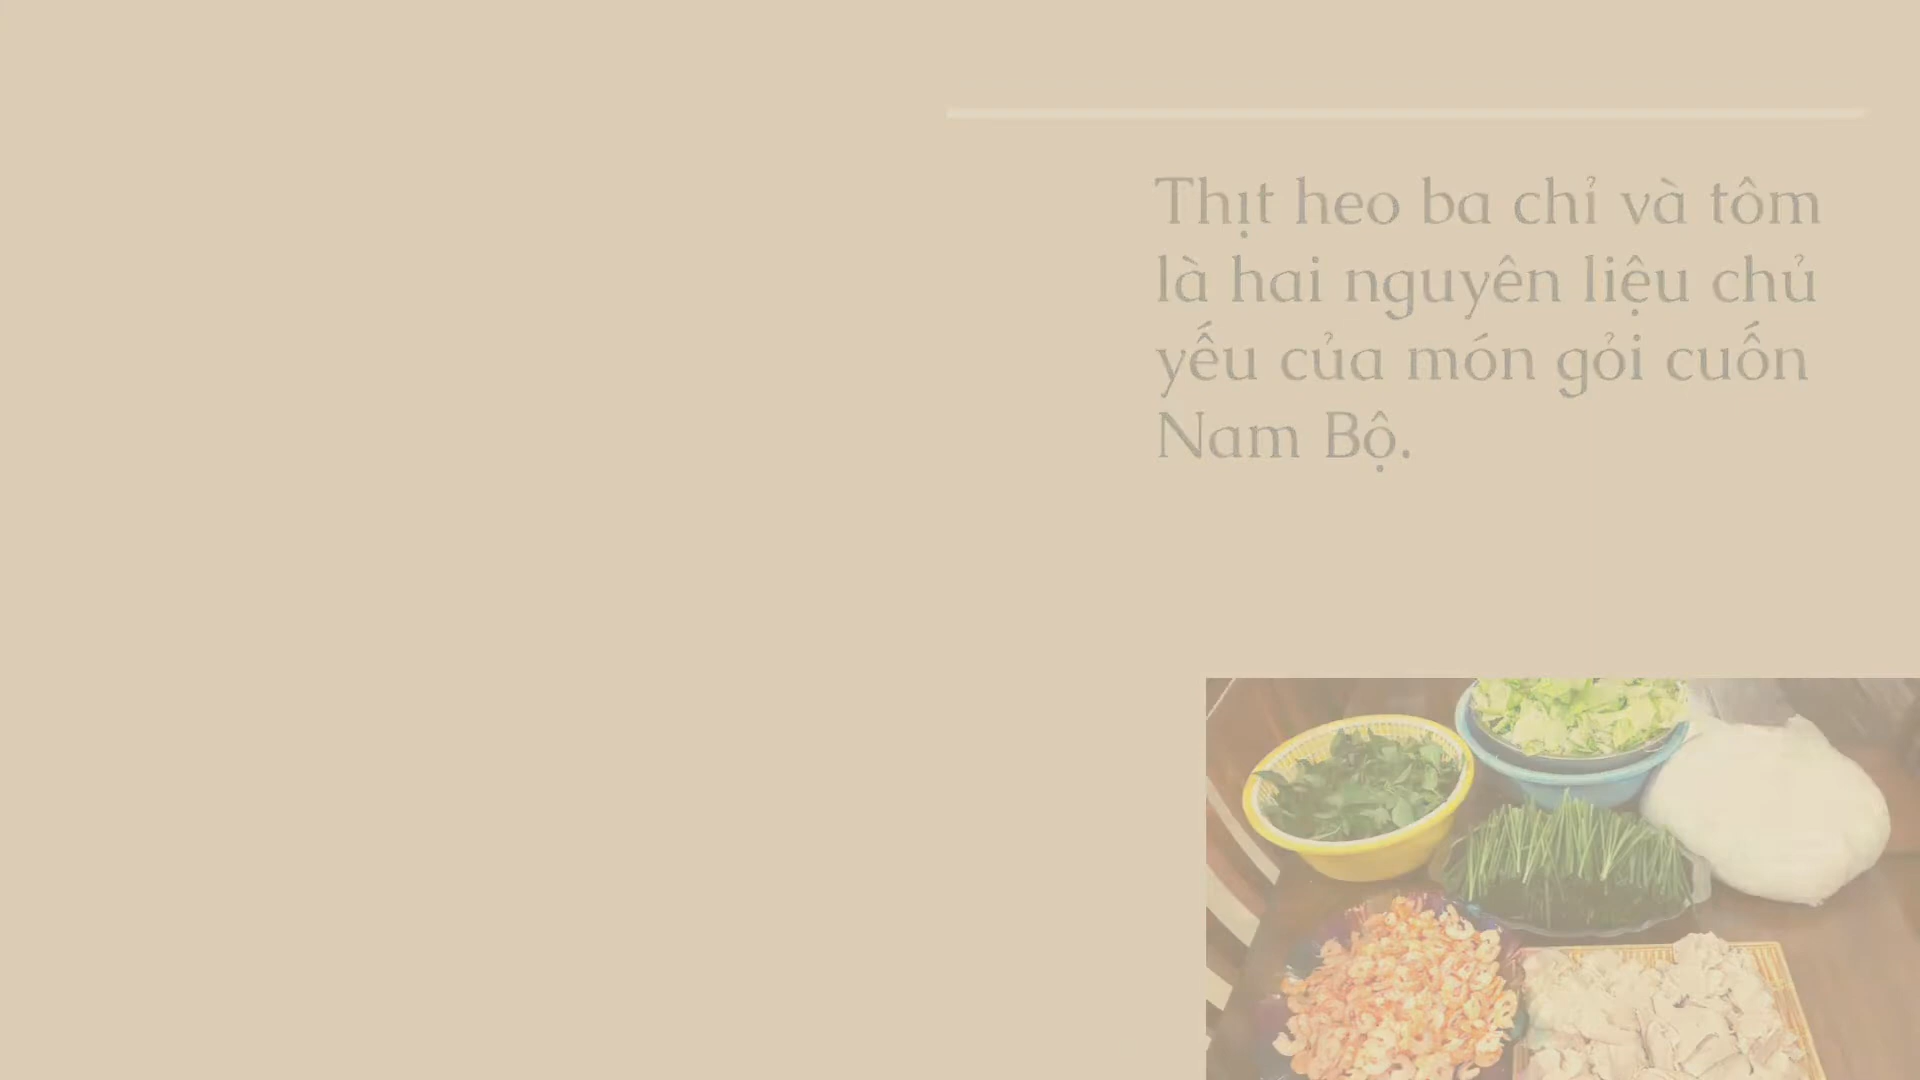 Thịt heo ba chỉ và tôm
là hai nguyên liệu chủ
yếu của món gỏi cuốn
Nam Bộ.